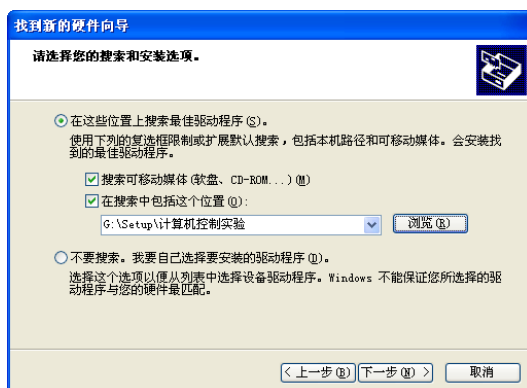 找到新的硬件向导
请选择您的搜索和安装选项。
在这些位置上搜索最佳驱动程序(S)。
使用下列的复选框限制或扩展默认搜索，包括本机路径和可移动媒体。会安装找
到的最佳驱动程序。
搜索可移动媒体(软盘、CD-ROM...)(M)
在搜索中包括这个位置(O):
G:\Setup\计算机控制实验
浏览(R)
不要搜索。我要自己选择要安装的驱动程序(D)。
选择这个选项以便从列表中选择设备驱动程序。Windows 不能保证您所选择的驱
动程序与您的硬件最匹配。
< 上一步(B) 下一步(N) > 取消